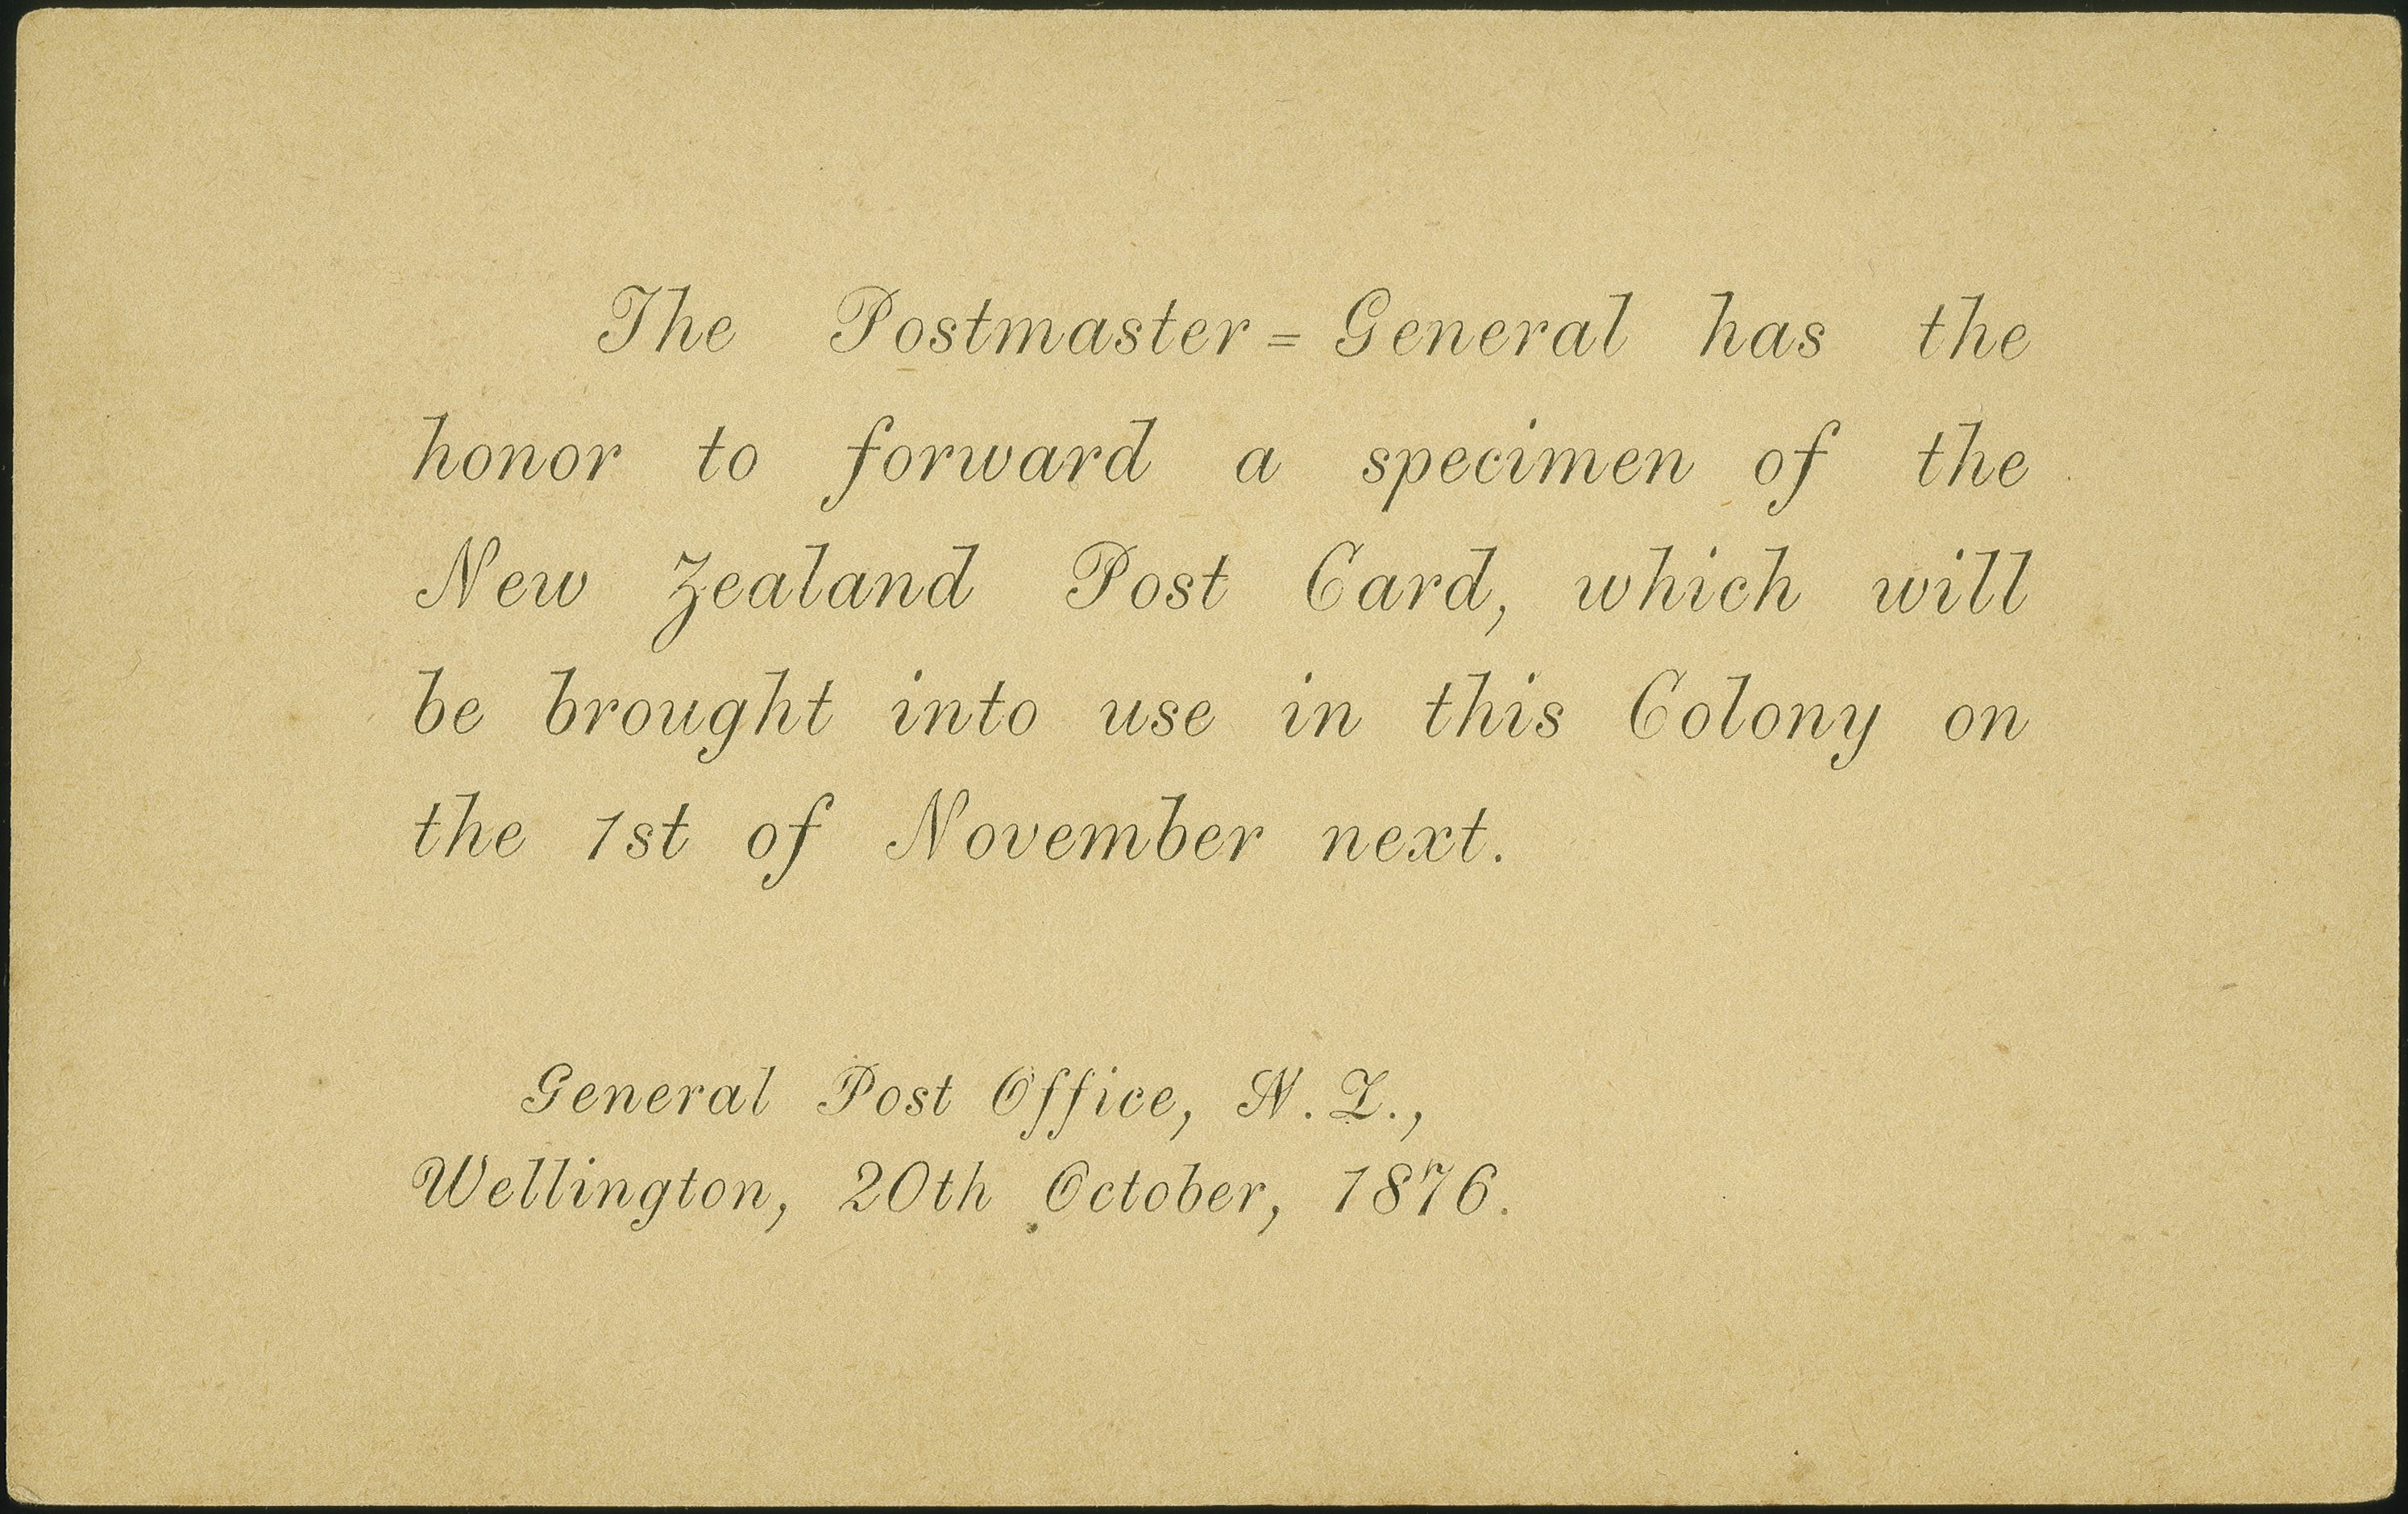 The Postmaster=General has the
honor to forward a specimen of the
New Zealand Post Card, which will
be brought into use in this Colony on
the 1st of November next.
General Post Office, N. Z.,
Wellington, 20th October, 1876.